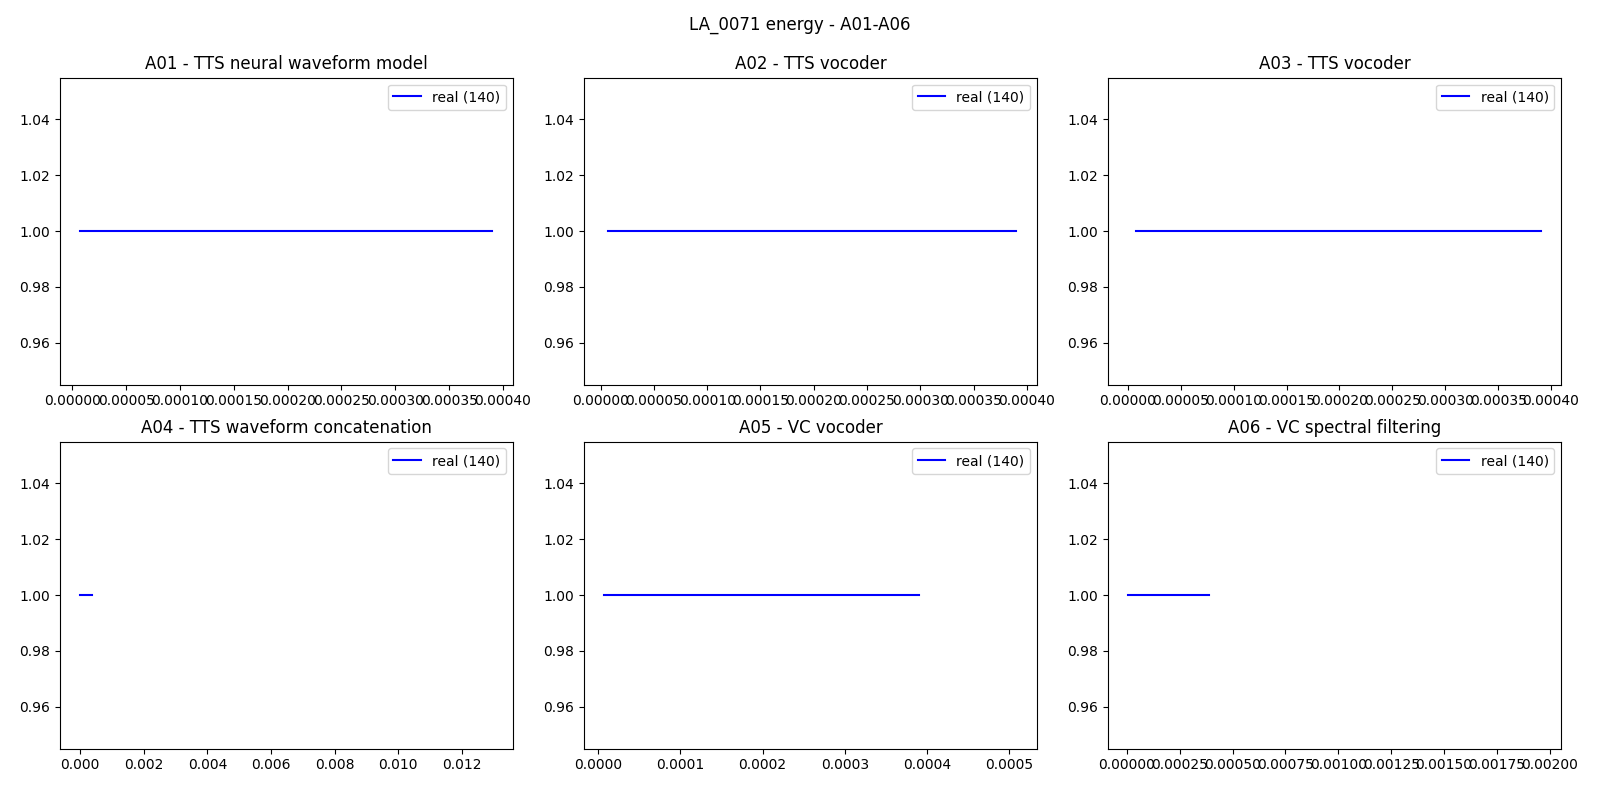 LA_0071 energy - A01-A06
A01 - TTS neural waveform model
real (140)
1.04
1.02
1.00
0.98
0.96
0.00000 0.00005 0.00010 0.00015 0.00020 0.00025 0.00030 0.00035 0.00040
A02 - TTS vocoder
real (140)
1.04
1.02
1.00
0.98
0.96
0.00000 0.00005 0.00010 0.00015 0.00020 0.00025 0.00030 0.00035 0.00040
A03 - TTS vocoder
real (140)
1.04
1.02
1.00
0.98
0.96
0.00000 0.00005 0.00010 0.00015 0.00020 0.00025 0.00030 0.00035 0.00040
A04 - TTS waveform concatenation
real (140)
1.04
1.02
1.00
0.98
0.96
0.000 0.002 0.004 0.006 0.008 0.010 0.012
A05 - VC vocoder
real (140)
1.04
1.02
1.00
0.98
0.96
0.0000 0.0001 0.0002 0.0003 0.0004 0.0005
A06 - VC spectral filtering
real (140)
1.04
1.02
1.00
0.98
0.96
0.00000 0.00025 0.00050 0.00075 0.00100 0.00125 0.00150 0.00175 0.00200